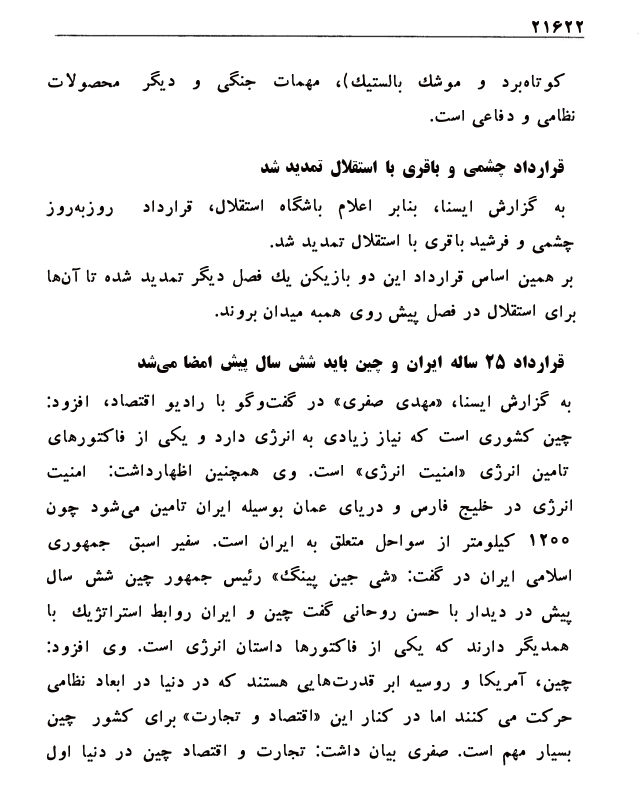 ۲۱۶۲۲
کوتاه‌برد و موشك بالستیك)، مهمات جنگی و دیگر محصولات
نظامی و دفاعی است.
قرارداد چشمی و باقری با استقلال تمدید شد
به گزارش ایسنا، بنابر اعلام باشگاه استقلال، قرارداد روزبه‌روز
چشمی و فرشید باقری با استقلال تمدید شد.
بر همین اساس قرارداد این دو بازیکن یك فصل دیگر تمدید شده تا آن‌ها
برای استقلال در فصل پیش روی همبه میدان بروند.
قرارداد ۲۵ ساله ایران و چین باید شش سال پیش امضا می‌شد
به گزارش ایسنا، «مهدی صفری» در گفت‌وگو با رادیو اقتصاد، افزود:
چین کشوری است که نیاز زیادی به انرژی دارد و یکی از فاکتورهای
تامین انرژی «امنیت انرژی» است. وی همچنین اظهارداشت: امنیت
انرژی در خلیج فارس و دریای عمان بوسیله ایران تامین می‌شود چون
۱۲۰۰ کیلومتر از سواحل متعلق به ایران است. سفیر اسبق جمهوری
اسلامی ایران در گفت: «شی جین پینگ» رئیس جمهور چین شش سال
پیش در دیدار با حسن روحانی گفت چین و ایران روابط استراتژیك با
همدیگر دارند که یکی از فاکتورها داستان انرژی است. وی افزود:
چین، آمریکا و روسیه ابر قدرت‌هایی هستند که در دنیا در ابعاد نظامی
حرکت می کنند اما در کنار این «اقتصاد و تجارت» برای کشور چین
بسیار مهم است. صفری بیان داشت: تجارت و اقتصاد چین در دنیا اول